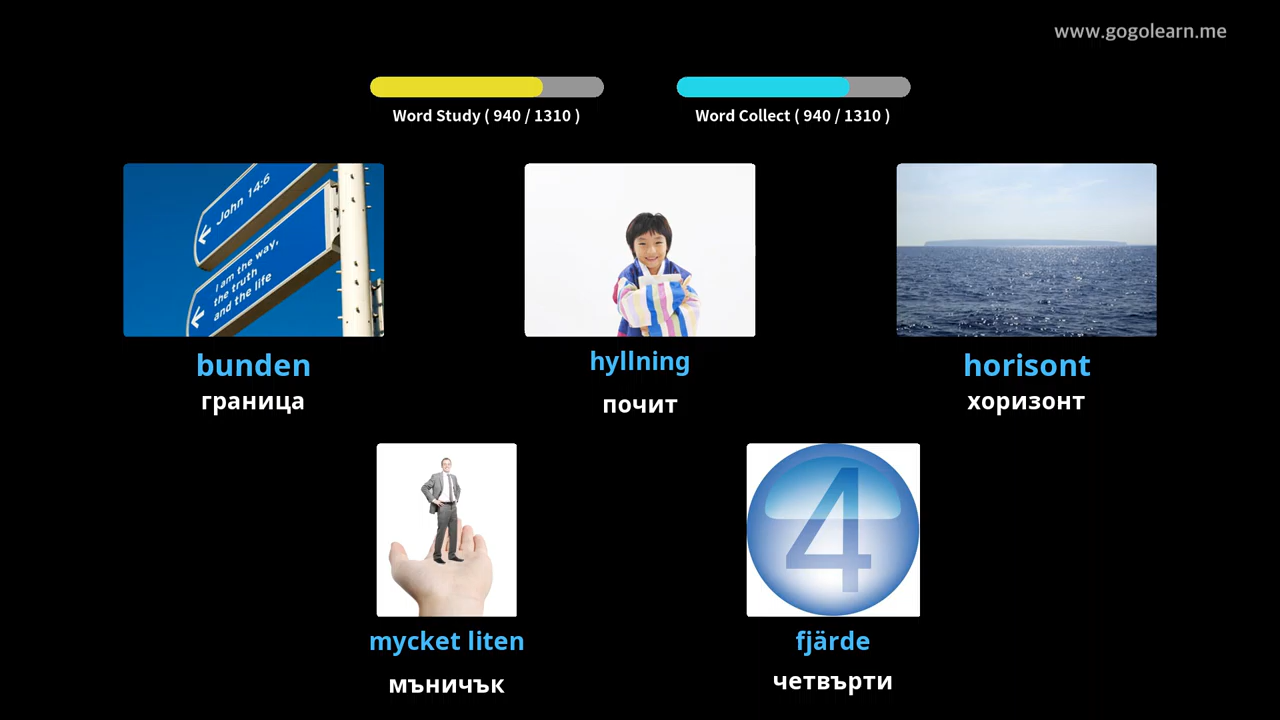 www.gogolearn.me
Word Study ( 940 / 1310 )
Word Collect ( 940 / 1310 )
John 14:6
I am the way,
the truth
and the life
bunden
граница
hyllning
почит
horisont
хоризонт
4
mycket liten
мъничък
fjärde
четвърти